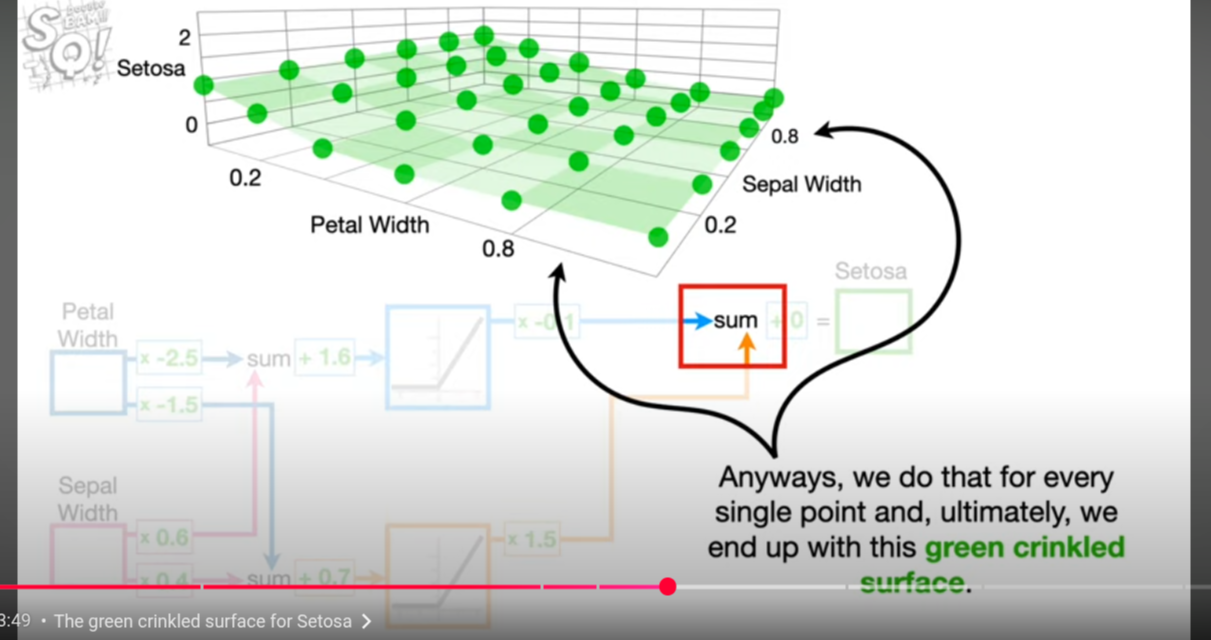 SQ!
BAM!!
2
Setosa
0
0.2
Petal Width
0.8
0.8
Sepal Width
0.2
Setosa
Petal
Width
x -2.5
sum
+ 1.6
x -0.1
sum
+ 0
=
x -1.5
Sepal
Width
x 0.6
x 0.4
sum
+ 0.7
x 1.5
Anyways, we do that for every
single point and, ultimately, we
end up with this green crinkled
surface.
3:49 • The green crinkled surface for Setosa >